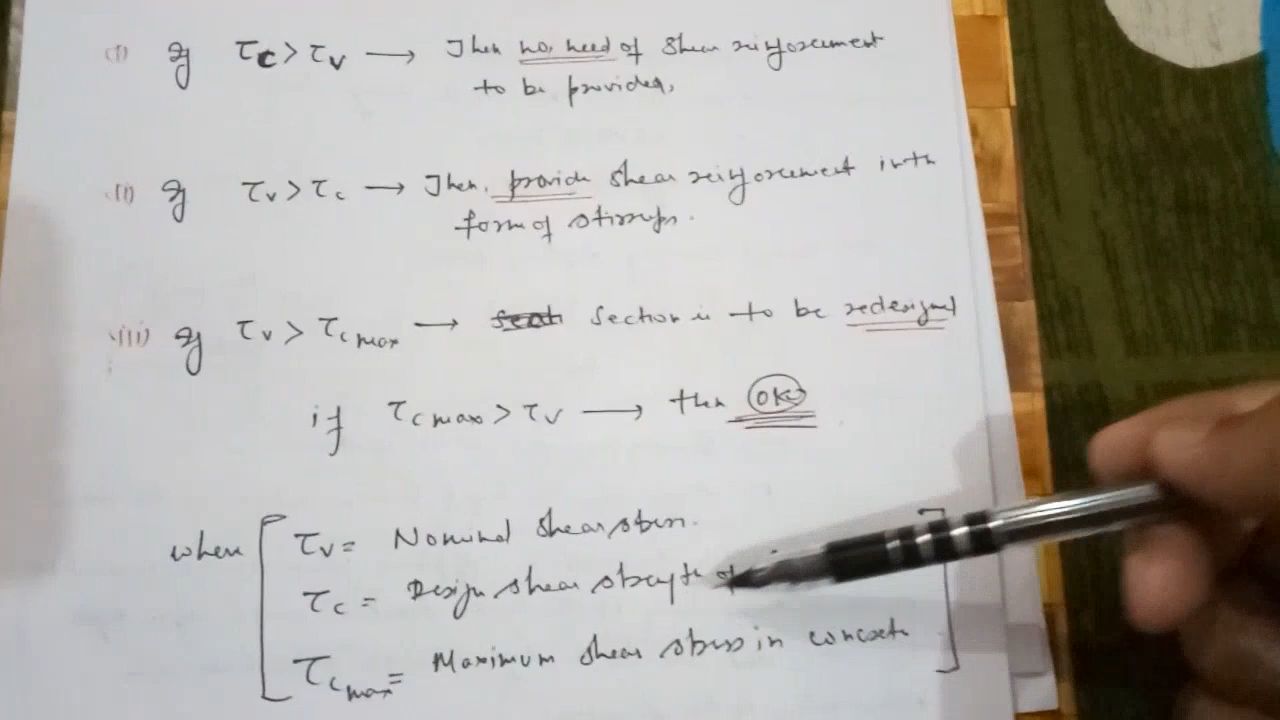 (i) If τc > τv → Then no need of shear reinforcement
to be provided,
(ii) If τv > τc → Then, provide shear reinforcement in the
form of stirrups.
(iii) If τv > τc max → Section is to be redesigned
if τc max > τv → then OK
when τv = Nominal shear stress.
τc = Design shear strength of
τc max = Maximum shear stress in concrete